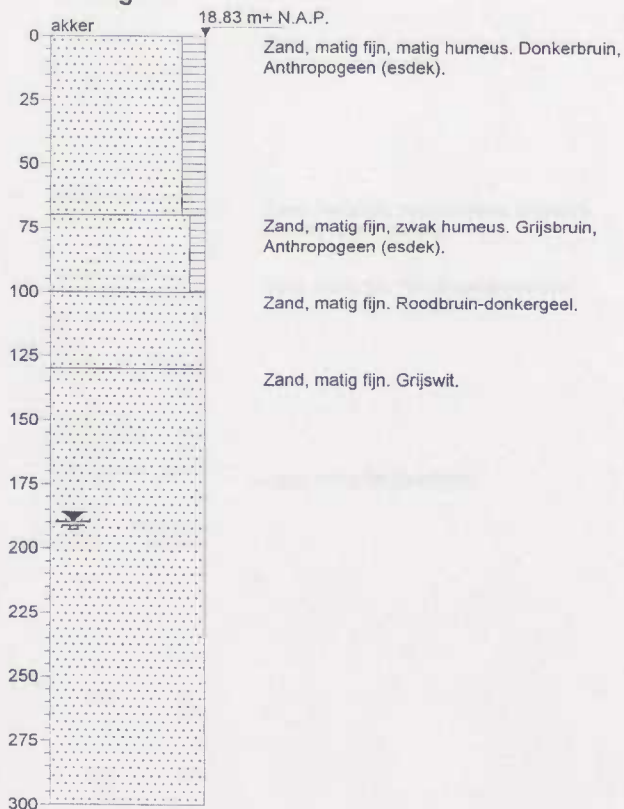 18.83 m+ N.A.P.
akker
0
Zand, matig fijn, matig humeus. Donkerbruin,
Anthropogeen (esdek).
25
50
75
Zand, matig fijn, zwak humeus. Grijsbruin,
Anthropogeen (esdek).
100
Zand, matig fijn. Roodbruin-donkergeel.
125
Zand, matig fijn. Grijswit.
150
175
200
225
250
275
300